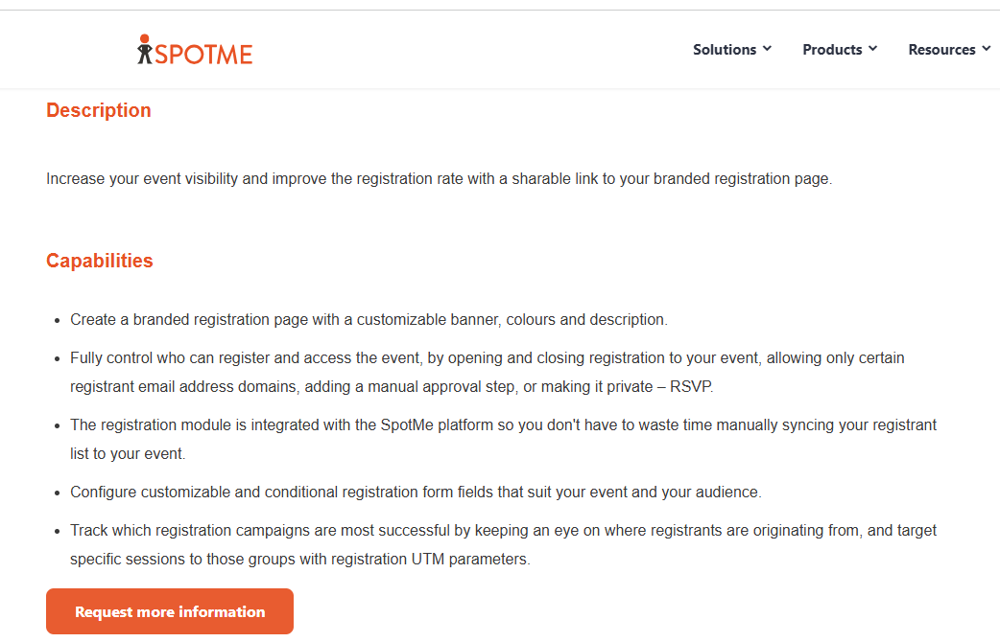 SPOTME
Solutions
Products
Resources
Description
Increase your event visibility and improve the registration rate with a sharable link to your branded registration page.
Capabilities
• Create a branded registration page with a customizable banner, colours and description.
• Fully control who can register and access the event, by opening and closing registration to your event, allowing only certain
registrant email address domains, adding a manual approval step, or making it private – RSVP.
• The registration module is integrated with the SpotMe platform so you don't have to waste time manually syncing your registrant
list to your event.
• Configure customizable and conditional registration form fields that suit your event and your audience.
• Track which registration campaigns are most successful by keeping an eye on where registrants are originating from, and target
specific sessions to those groups with registration UTM parameters.
Request more information